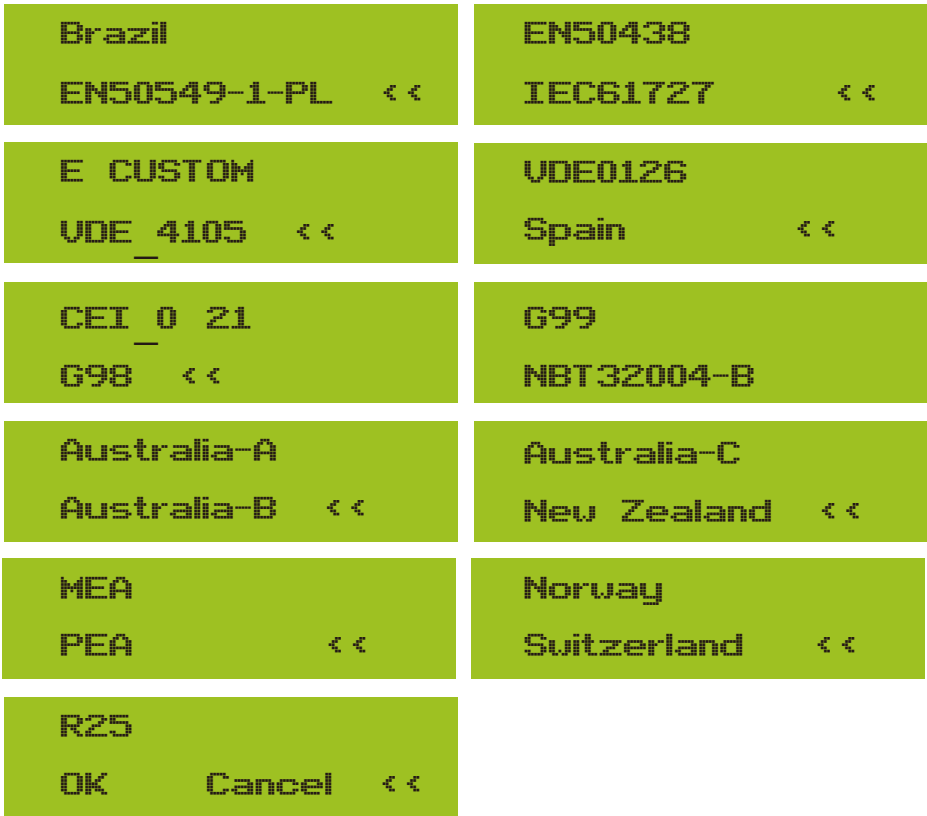 Brazil
EN50549-1-PL <<
EN50438
IEC61727 <<
E CUSTOM
VDE_4105 <<
VDE0126
Spain <<
CEI_0 21
G98 <<
G99
NBT32004-B
Australia-A
Australia-B <<
Australia-C
New Zealand <<
MEA
PEA <<
Norway
Switzerland <<
R25
OK Cancel <<